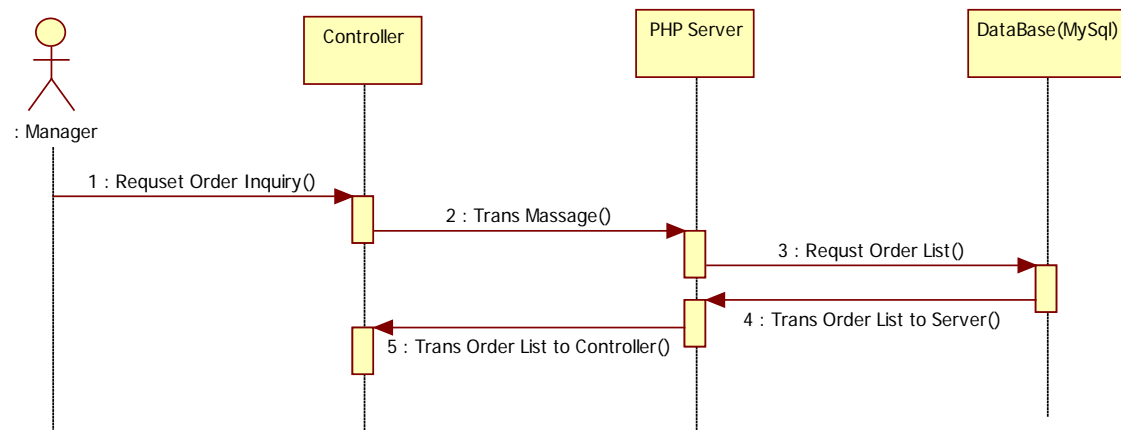 Controller
PHP Server
DataBase(MySql)
: Manager
1 : Requset Order Inquiry()
2 : Trans Massage()
3 : Requst Order List()
4 : Trans Order List to Server()
5 : Trans Order List to Controller()